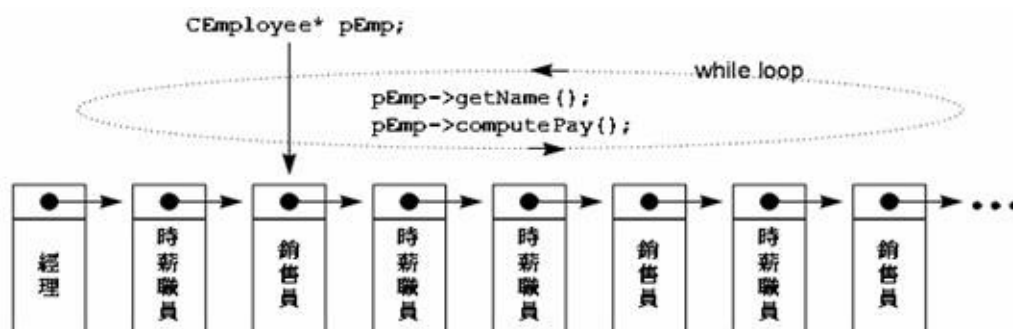 CEmployee* pEmp;
while loop
pEmp->getName();
pEmp->computePay();
經理
時薪職員
銷售員
時薪職員
時薪職員
銷售員
時薪職員
銷售員